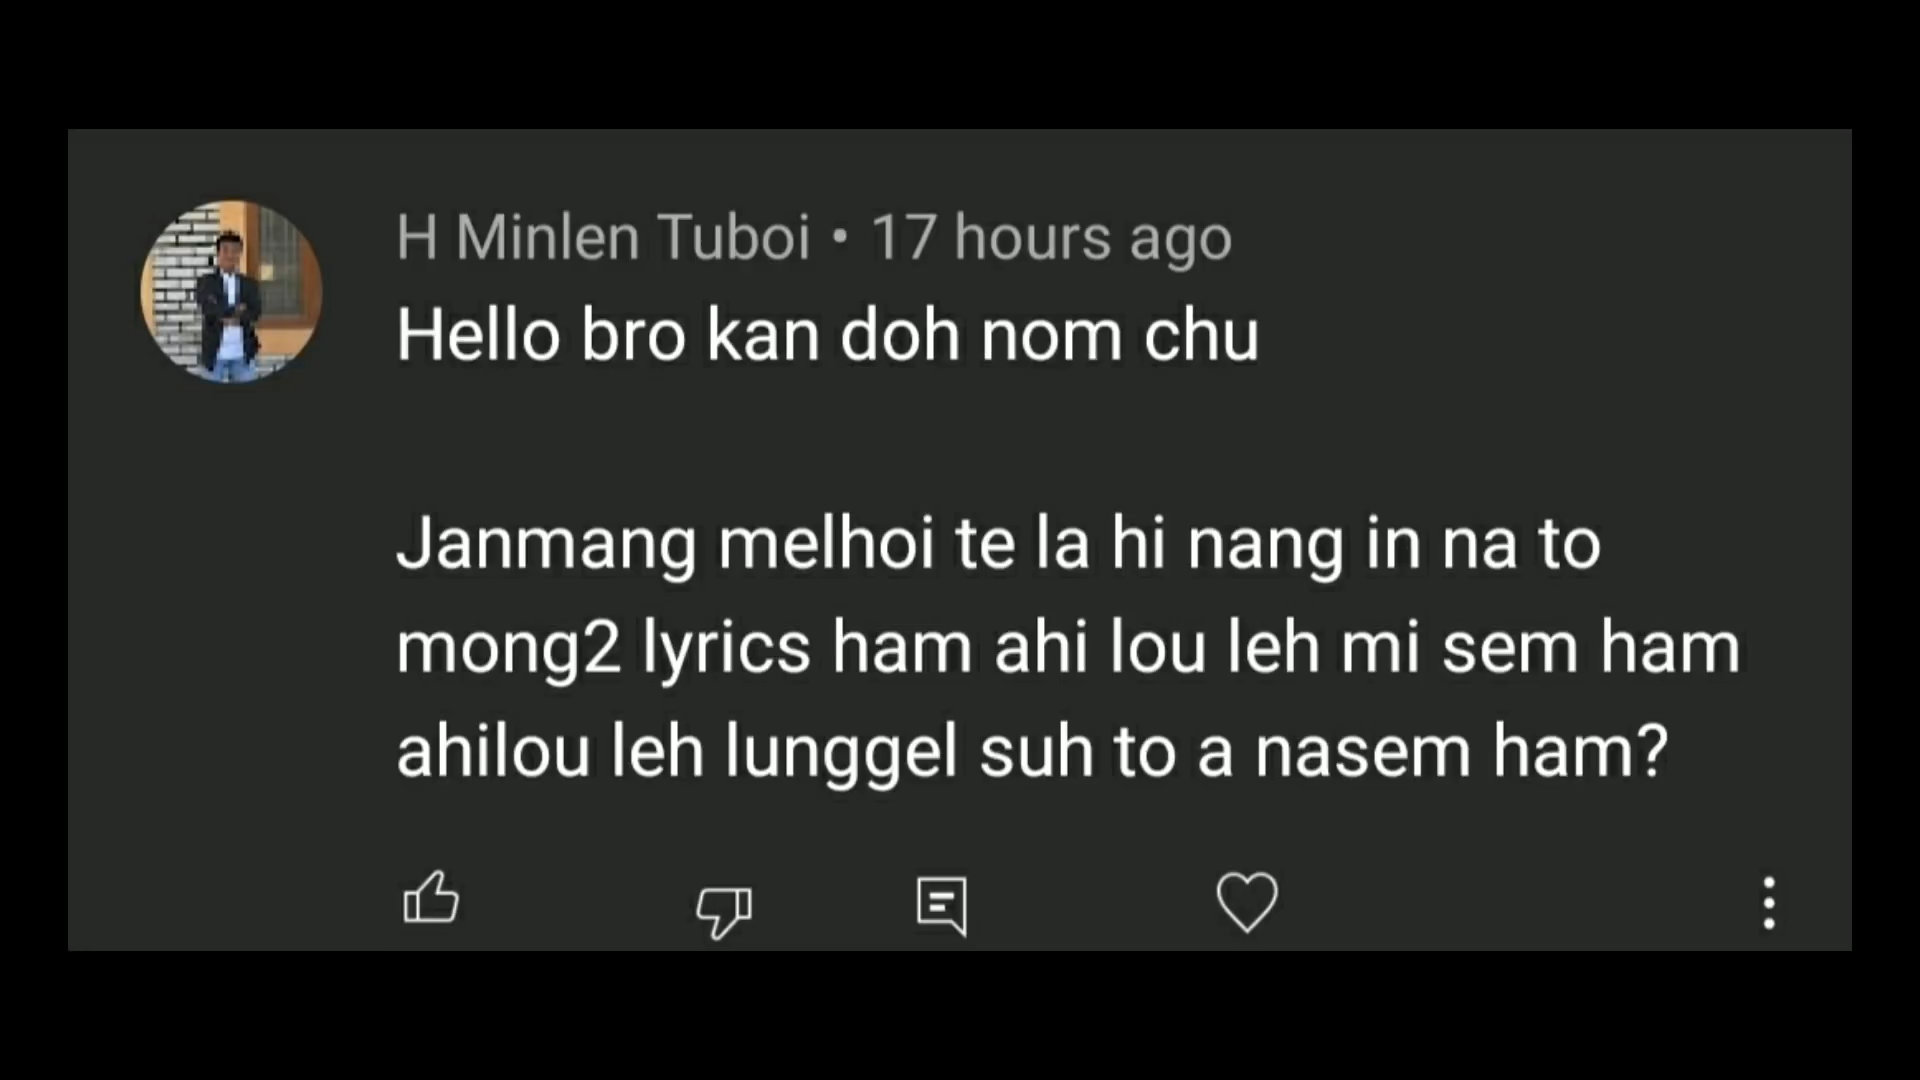 H Minlen Tuboi • 17 hours ago
Hello bro kan doh nom chu
Janmang melhoi te la hi nang in na to
mong2 lyrics ham ahi lou leh mi sem ham
ahilou leh lunggel suh to a nasem ham?